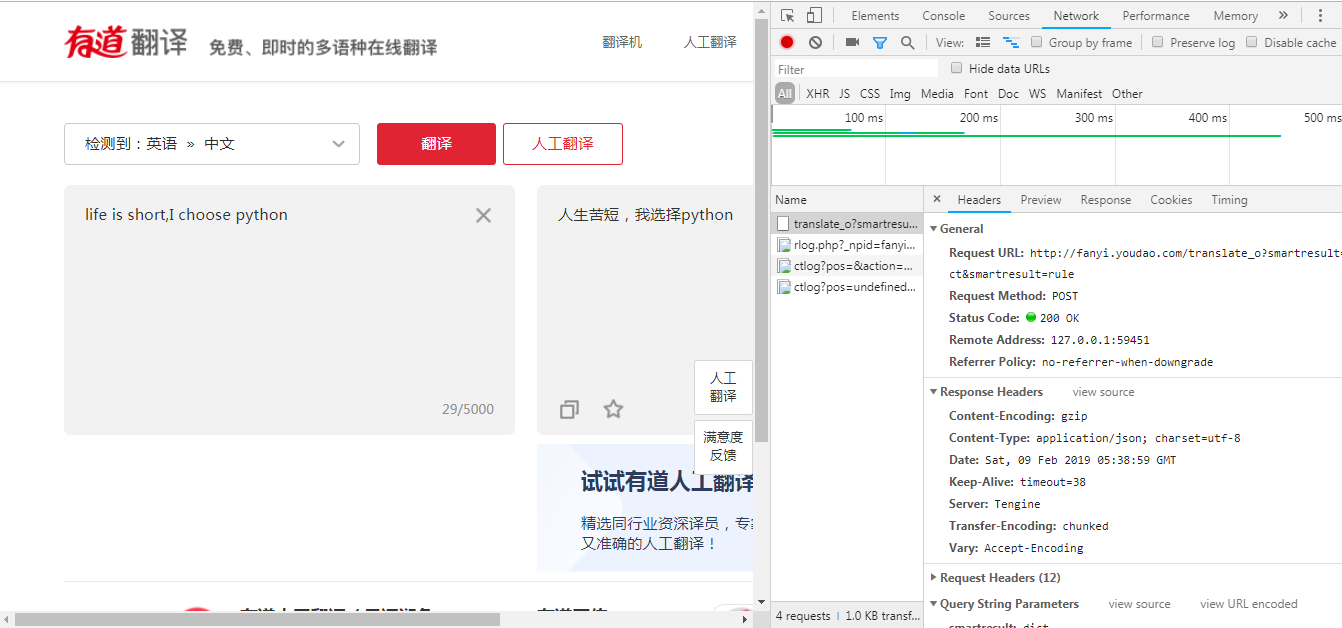 有道翻译 免费、即时的多语种在线翻译 翻译机 人工翻译
检测到：英语 » 中文 翻译 人工翻译
life is short,I choose python
29/5000
人生苦短，我选择python
人工
翻译
满意度
反馈
试试有道人工翻译
精选同行业资深译员，专
又准确的人工翻译！
Elements Console Sources Network Performance Memory »
View: Group by frame Preserve log Disable cache
Filter Hide data URLs
All XHR JS CSS Img Media Font Doc WS Manifest Other
100 ms 200 ms 300 ms 400 ms 500 ms
Name
translate_o?smartresu...
rlog.php?_npid=fanyi...
ctlog?pos=&action=...
ctlog?pos=undefined...
4 requests 1.0 KB transf...
× Headers Preview Response Cookies Timing
General
Request URL: http://fanyi.youdao.com/translate_o?smartresult=
ct&smartresult=rule
Request Method: POST
Status Code: 200 OK
Remote Address: 127.0.0.1:59451
Referrer Policy: no-referrer-when-downgrade
Response Headers view source
Content-Encoding: gzip
Content-Type: application/json; charset=utf-8
Date: Sat, 09 Feb 2019 05:38:59 GMT
Keep-Alive: timeout=38
Server: Tengine
Transfer-Encoding: chunked
Vary: Accept-Encoding
Request Headers (12)
Query String Parameters view source view URL encoded
smartresult: dict